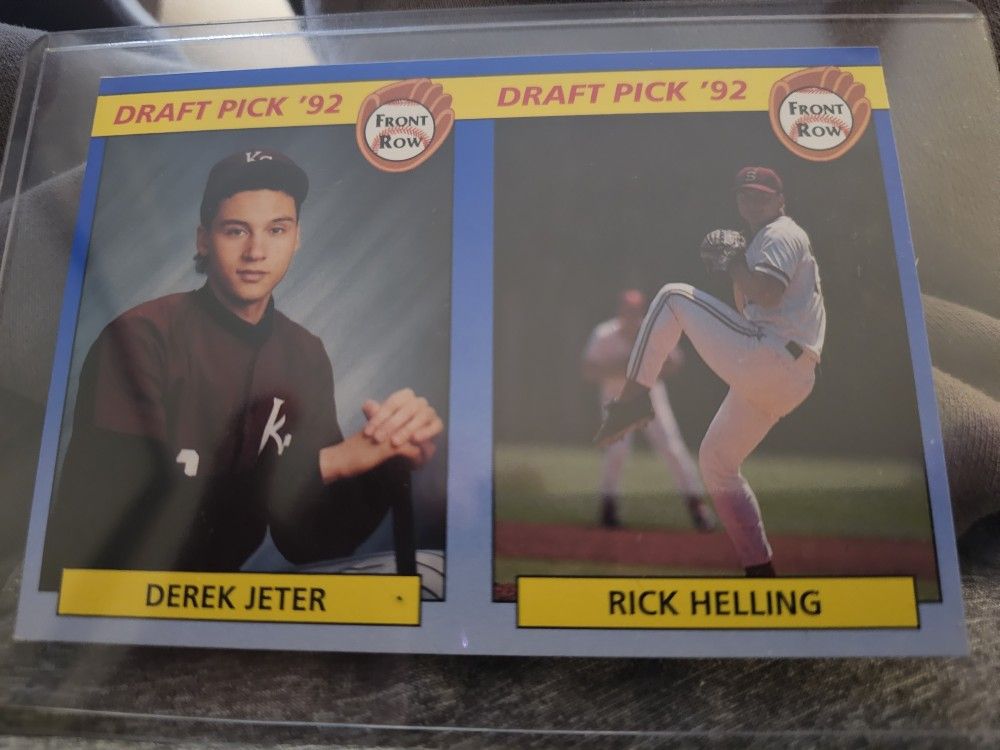 DRAFT PICK '92
FRONT
ROW
K
K.
DEREK JETER
DRAFT PICK '92
FRONT
ROW
S
RICK HELLING